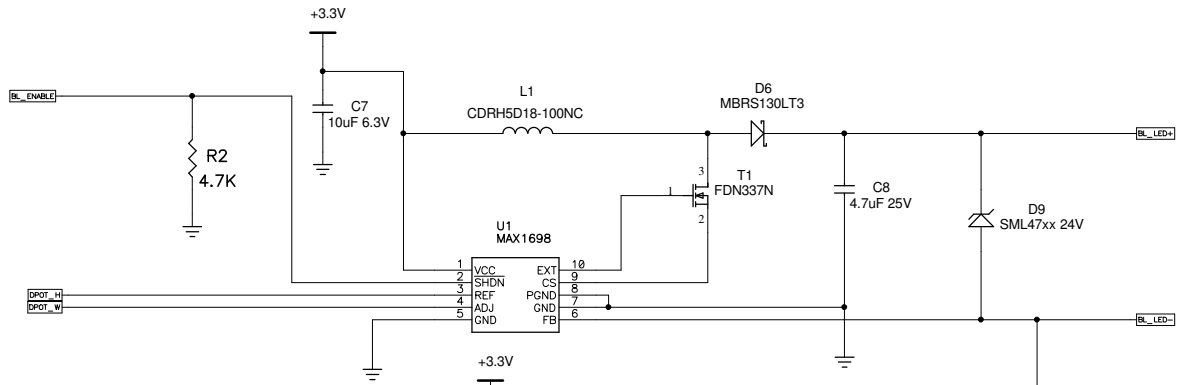 +3.3V
BL_ENABLE
C7
10uF 6.3V
L1
CDRH5D18-100NC
D6
MBRS130LT3
BL_LED+
R2
4.7K
3
T1
1
FDN337N
2
C8
4.7uF 25V
D9
SML47xx 24V
U1
MAX1698
1 VCC EXT 10
2 SHDN CS 9
3 REF PGND 8
4 ADJ GND 7
5 GND FB 6
DPOT_H
DPOT_W
BL_LED-
+3.3V